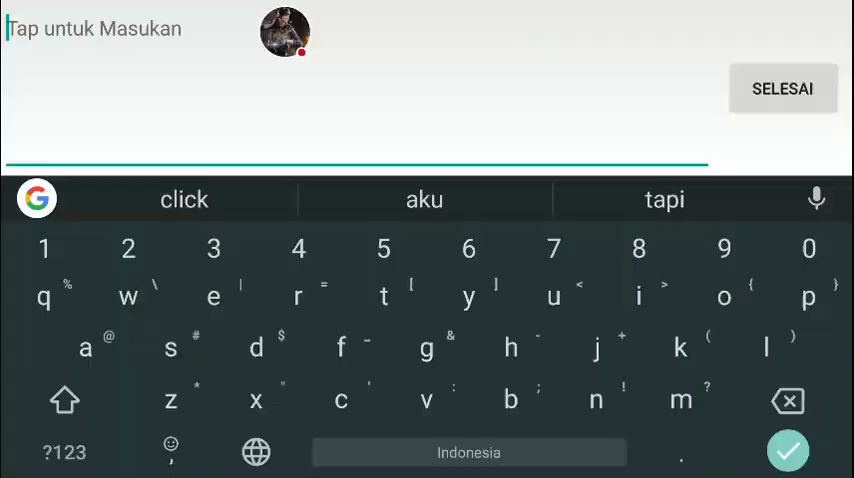 Tap untuk Masukan
SELESAI
G click aku tapi
1 2 3 4 5 6 7 8 9 0
q % w \ e | r = t [ y ] u < i > o { p }
a @ s # d $ f _ g & h - j + k ( l )
z * x " c ' v : b ; n ! m ?
?123 , Indonesia .